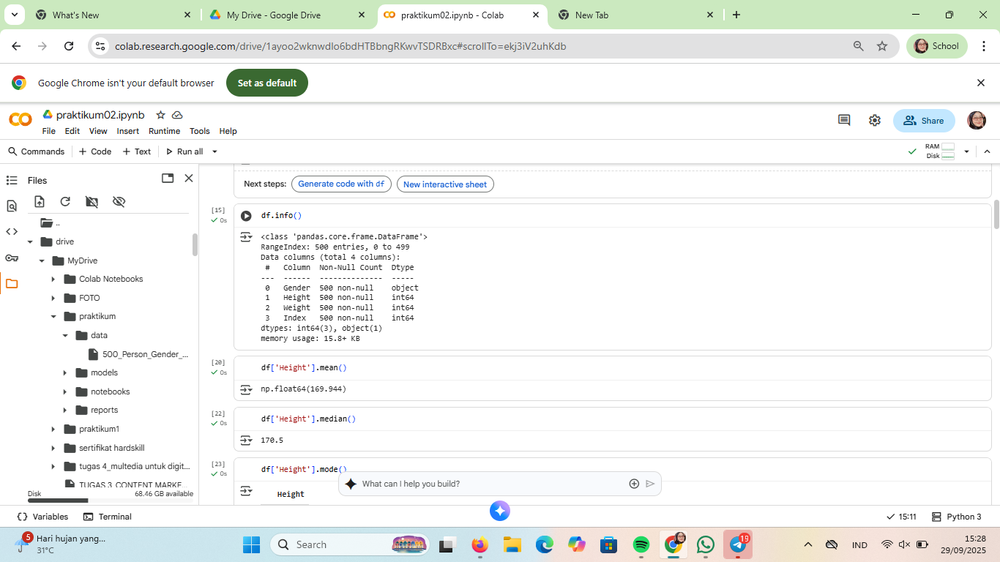 What's New
My Drive - Google Drive
praktikum02.ipynb - Colab
New Tab
colab.research.google.com/drive/1ayoo2wknwdIo6bdHTBbngRKwvTSDRBxc#scrollTo=ekj3iV2uhKdb
School
Google Chrome isn't your default browser
Set as default
praktikum02.ipynb
Share
File Edit View Insert Runtime Tools Help
Commands + Code + Text Run all
RAM
Disk
Files
..
drive
MyDrive
Colab Notebooks
FOTO
praktikum
data
500_Person_Gender_...
models
notebooks
reports
praktikum1
sertifikat hardskill
tugas 4_multedia untuk digit...
TUGAS 3 CONTENT MARKE...
Disk 68.46 GB available
Next steps: Generate code with df New interactive sheet
[15] df.info()
0s
<class 'pandas.core.frame.DataFrame'>
RangeIndex: 500 entries, 0 to 499
Data columns (total 4 columns):
# Column Non-Null Count Dtype
--- ------ -------------- -----
0 Gender 500 non-null object
1 Height 500 non-null int64
2 Weight 500 non-null int64
3 Index 500 non-null int64
dtypes: int64(3), object(1)
memory usage: 15.8+ KB
[20] df['Height'].mean()
0s
np.float64(169.944)
[22] df['Height'].median()
0s
170.5
[23] df['Height'].mode()
0s
Height
What can I help you build?
Variables Terminal
15:11 Python 3
5
Hari hujan yang...
31°C
Search
19
IND
15:28
29/09/2025